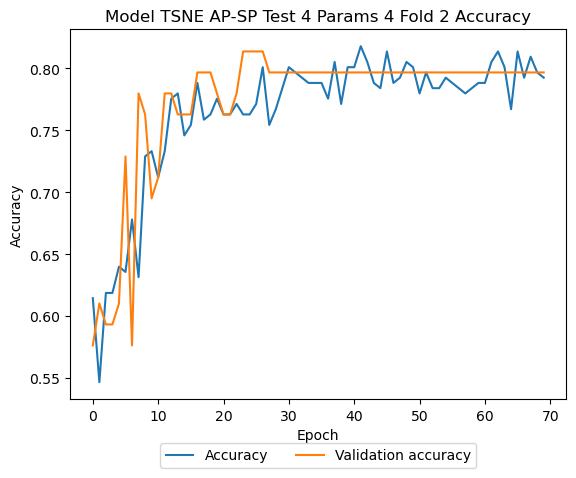 Model TSNE AP-SP Test 4 Params 4 Fold 2 Accuracy
0.80
0.75
0.70
0.65
0.60
0.55
Accuracy
0 10 20 30 40 50 60 70
Epoch
Accuracy Validation accuracy